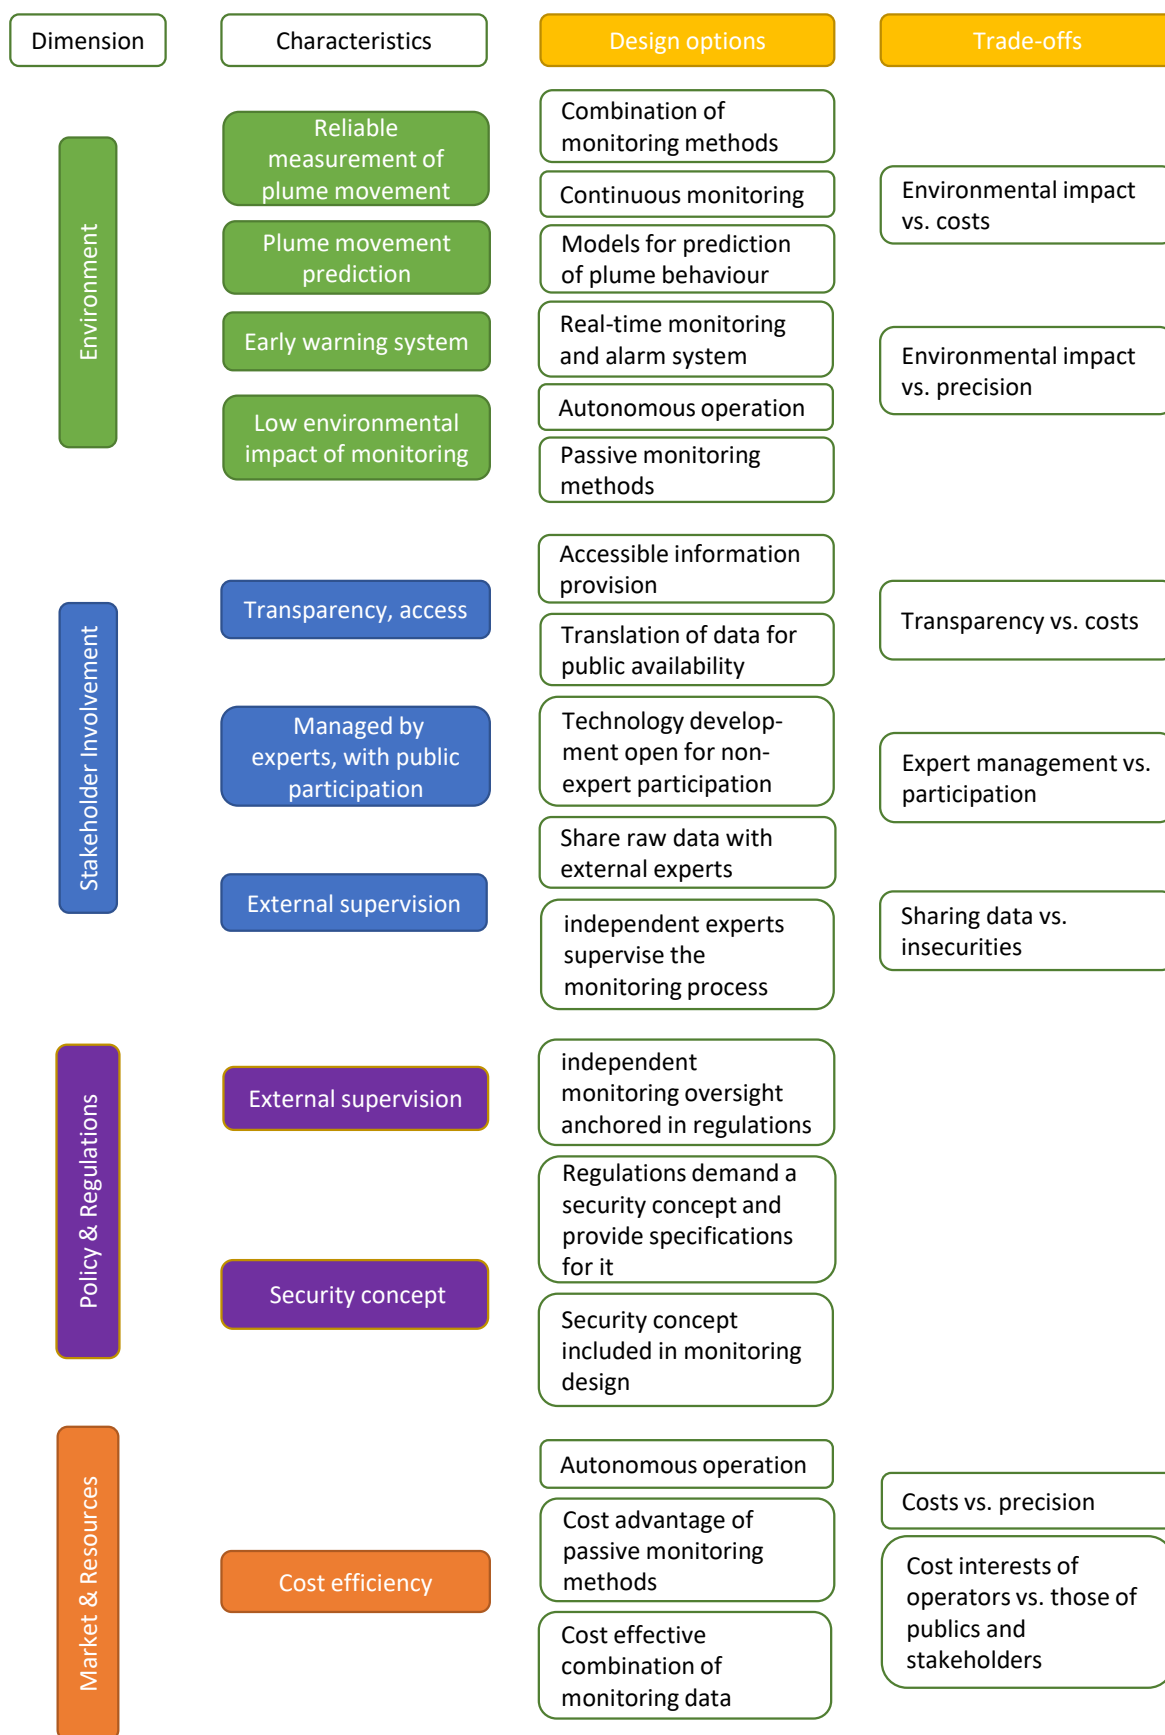 Dimension
Characteristics
Design options
Trade-offs
Environment
Reliable
measurement of
plume movement
Plume movement
prediction
Early warning system
Low environmental
impact of monitoring
Combination of
monitoring methods
Continuous monitoring
Models for prediction
of plume behaviour
Real-time monitoring
and alarm system
Autonomous operation
Passive monitoring
methods
Environmental impact
vs. costs
Environmental impact
vs. precision
Stakeholder Involvement
Transparency, access
Managed by
experts, with public
participation
External supervision
Accessible information
provision
Translation of data for
public availability
Technology develop-
ment open for non-
expert participation
Share raw data with
external experts
independent experts
supervise the
monitoring process
Transparency vs. costs
Expert management vs.
participation
Sharing data vs.
insecurities
Policy & Regulations
External supervision
Security concept
independent
monitoring oversight
anchored in regulations
Regulations demand a
security concept and
provide specifications
for it
Security concept
included in monitoring
design
Market & Resources
Cost efficiency
Autonomous operation
Cost advantage of
passive monitoring
methods
Cost effective
combination of
monitoring data
Costs vs. precision
Cost interests of
operators vs. those of
publics and
stakeholders